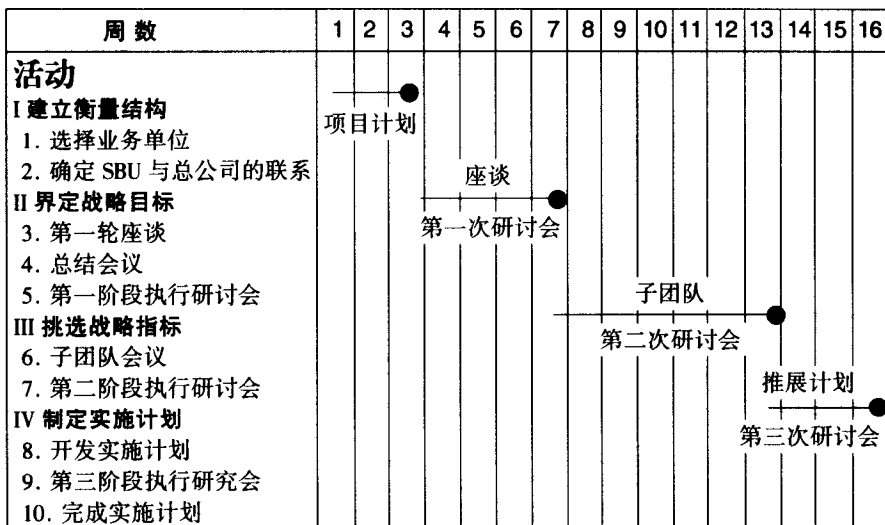 周数 1 2 3 4 5 6 7 8 9 10 11 12 13 14 15 16
活动
I 建立衡量结构
项目计划
1. 选择业务单位
2. 确定 SBU 与总公司的联系
座谈
II 界定战略目标
第一次研讨会
3. 第一轮座谈
4. 总结会议
5. 第一阶段执行研讨会
子团队
III 挑选战略指标
第二次研讨会
6. 子团队会议
7. 第二阶段执行研讨会
推展计划
IV 制定实施计划
第三次研讨会
8. 开发实施计划
9. 第三阶段执行研究会
10. 完成实施计划